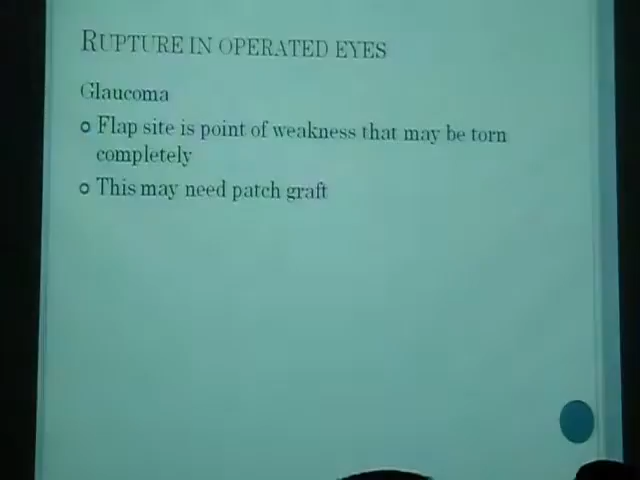 RUPTURE IN OPERATED EYES
Glaucoma
Flap site is point of weakness that may be torn
completely
This may need patch graft